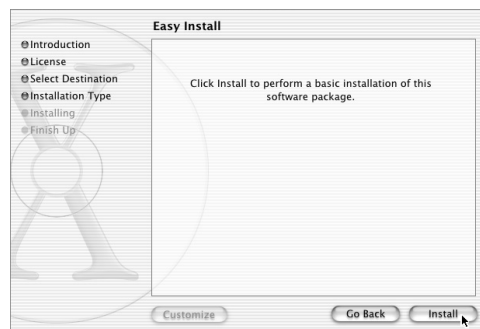 Easy Install
Introduction
License
Select Destination
Installation Type
Installing
Finish Up
Click Install to perform a basic installation of this
software package.
Customize
Go Back
Install